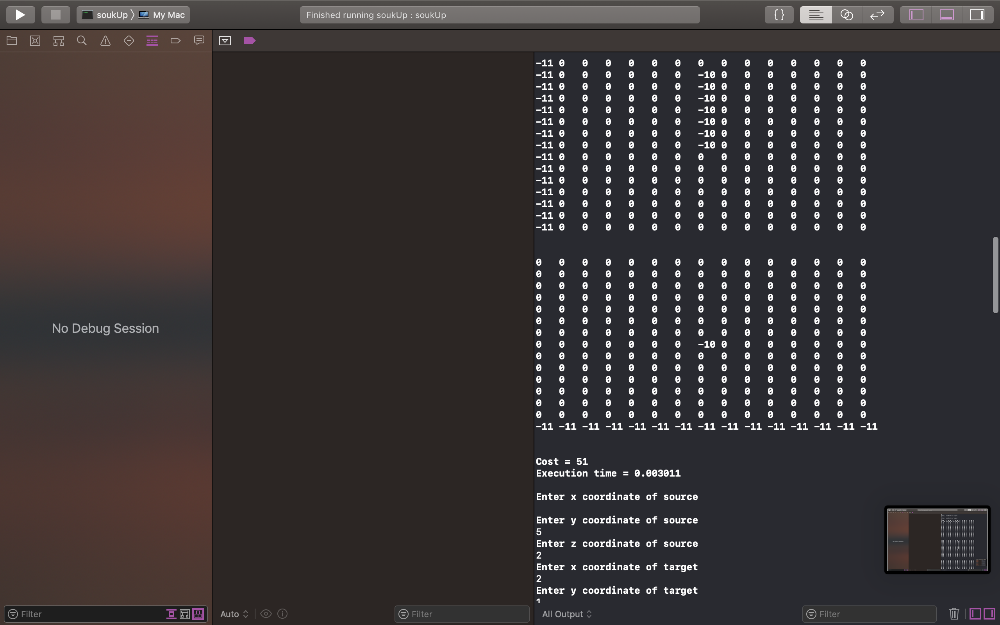 soukUp 〉 My Mac
Finished running soukUp : soukUp
{}
No Debug Session
-11 0 0 0 0 0 0 0 0 0 0 0 0 0 0
-11 0 0 0 0 0 0 -10 0 0 0 0 0 0 0
-11 0 0 0 0 0 0 -10 0 0 0 0 0 0 0
-11 0 0 0 0 0 0 -10 0 0 0 0 0 0 0
-11 0 0 0 0 0 0 -10 0 0 0 0 0 0 0
-11 0 0 0 0 0 0 -10 0 0 0 0 0 0 0
-11 0 0 0 0 0 0 -10 0 0 0 0 0 0 0
-11 0 0 0 0 0 0 -10 0 0 0 0 0 0 0
-11 0 0 0 0 0 0 0 0 0 0 0 0 0 0
-11 0 0 0 0 0 0 0 0 0 0 0 0 0 0
-11 0 0 0 0 0 0 0 0 0 0 0 0 0 0
-11 0 0 0 0 0 0 0 0 0 0 0 0 0 0
-11 0 0 0 0 0 0 0 0 0 0 0 0 0 0
-11 0 0 0 0 0 0 0 0 0 0 0 0 0 0
-11 0 0 0 0 0 0 0 0 0 0 0 0 0 0
0 0 0 0 0 0 0 0 0 0 0 0 0 0 0
0 0 0 0 0 0 0 0 0 0 0 0 0 0 0
0 0 0 0 0 0 0 0 0 0 0 0 0 0 0
0 0 0 0 0 0 0 0 0 0 0 0 0 0 0
0 0 0 0 0 0 0 0 0 0 0 0 0 0 0
0 0 0 0 0 0 0 0 0 0 0 0 0 0 0
0 0 0 0 0 0 0 0 0 0 0 0 0 0 0
0 0 0 0 0 0 0 -10 0 0 0 0 0 0 0
0 0 0 0 0 0 0 0 0 0 0 0 0 0 0
0 0 0 0 0 0 0 0 0 0 0 0 0 0 0
0 0 0 0 0 0 0 0 0 0 0 0 0 0 0
0 0 0 0 0 0 0 0 0 0 0 0 0 0 0
0 0 0 0 0 0 0 0 0 0 0 0 0 0 0
0 0 0 0 0 0 0 0 0 0 0 0 0 0 0
-11 -11 -11 -11 -11 -11 -11 -11 -11 -11 -11 -11 -11 -11 -11
Cost = 51
Execution time = 0.003011
Enter x coordinate of source
Enter y coordinate of source
5
Enter z coordinate of source
2
Enter x coordinate of target
2
Enter y coordinate of target
1
Filter
Auto
Filter
All Output
Filter